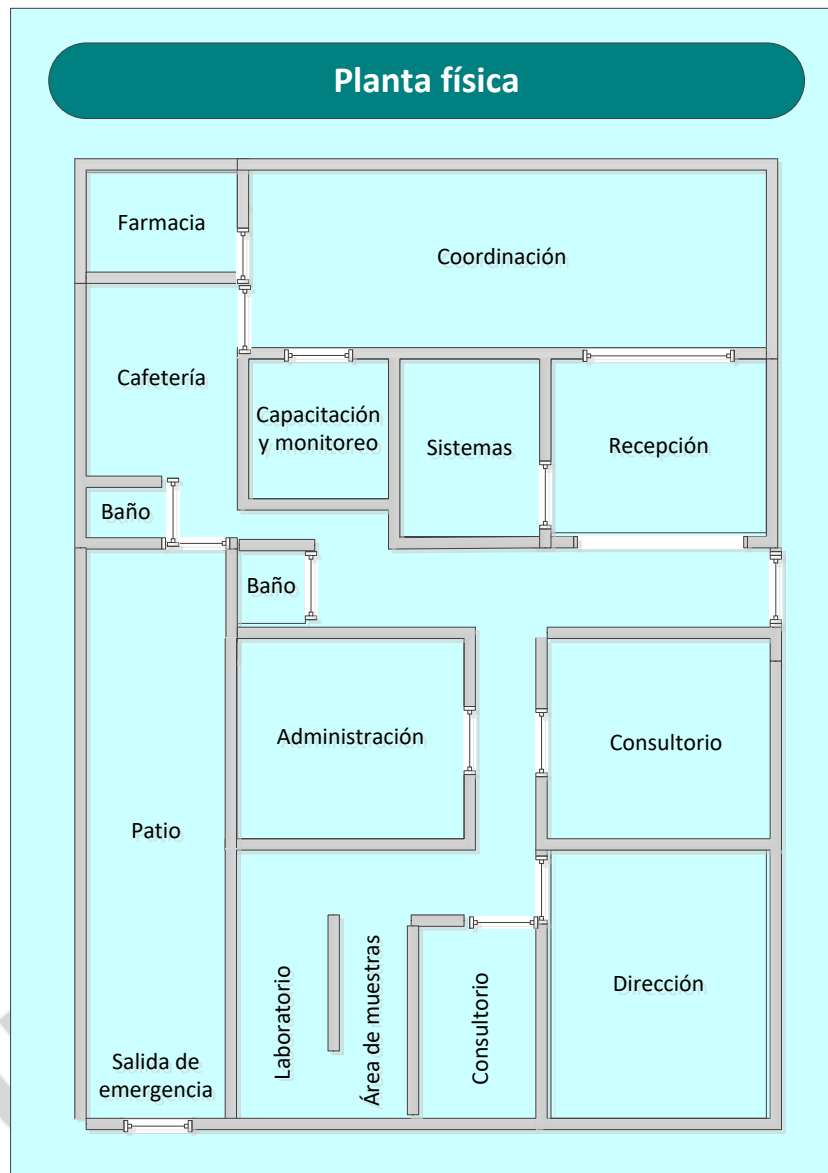 Planta física
Farmacia
Coordinación
Cafetería
Capacitación
y monitoreo
Sistemas
Recepción
Baño
Baño
Administración
Consultorio
Patio
Laboratorio
Área de muestras
Consultorio
Dirección
Salida de
emergencia